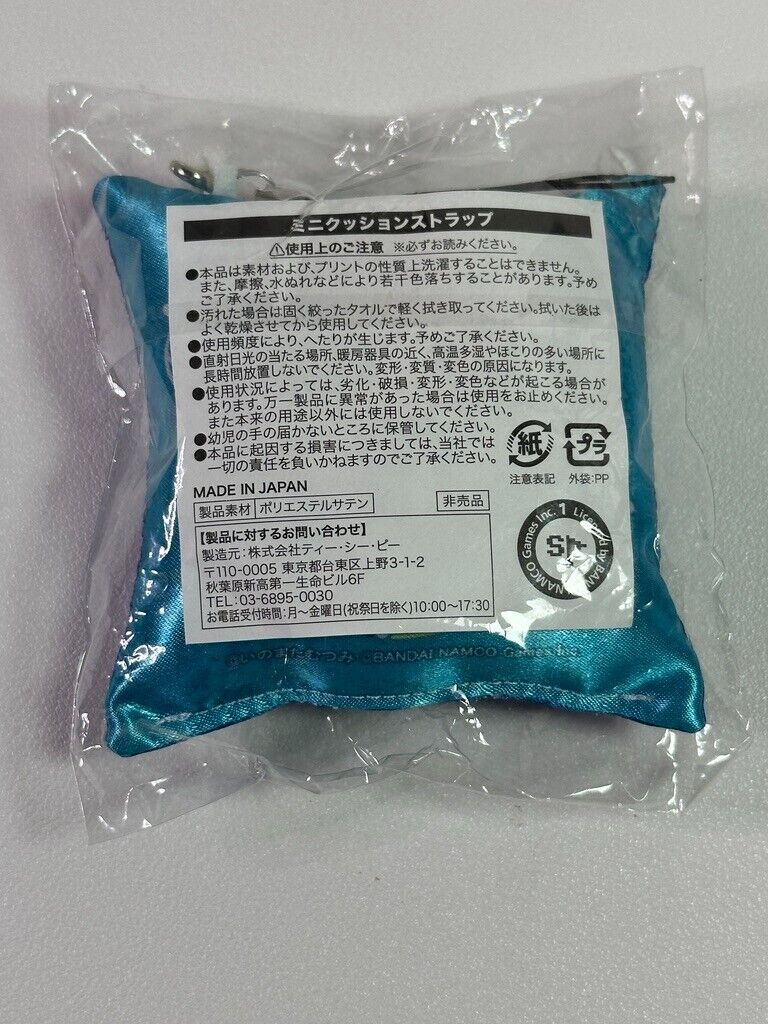 ミニクッションストラップ
⚠使用上のご注意 ※必ずお読みください。
●本品は素材および、プリントの性質上洗濯することはできません。
また、摩擦、水ぬれなどにより若干色落ちすることがあります。予め
ご了承ください。
●汚れた場合は固く絞ったタオルで軽く拭き取ってください。拭いた後は
よく乾燥させてから使用してください。
●使用頻度により、へたりが生じます。予めご了承ください。
●直射日光の当たる場所、暖房器具の近く、高温多湿やほこりの多い場所に
長時間放置しないでください。変形・変質・変色の原因になります。
●使用状況によっては、劣化・破損・変形・変色などが起こる場合が
あります。万一製品に異常があった場合は使用をお止めください。
また本来の用途以外には使用しないでください。
●幼児の手の届かないところに保管してください。
●本品に起因する損害につきましては、当社では
一切の責任を負いかねますのでご了承ください。
紙 プラ
注意表記 外袋:PP
MADE IN JAPAN
製品素材 ポリエステルサテン 非売品
【製品に対するお問い合わせ】
製造元:株式会社ティー・シー・ピー
〒110-0005 東京都台東区上野3-1-2
秋葉原新高第一生命ビル6F
TEL:03-6895-0030
お電話受付時間:月〜金曜日(祝祭日を除く)10:00〜17:30
Licensed by BANDAI NAMCO Games Inc. 1
©いのまたむつみ ©BANDAI NAMCO Games Inc.